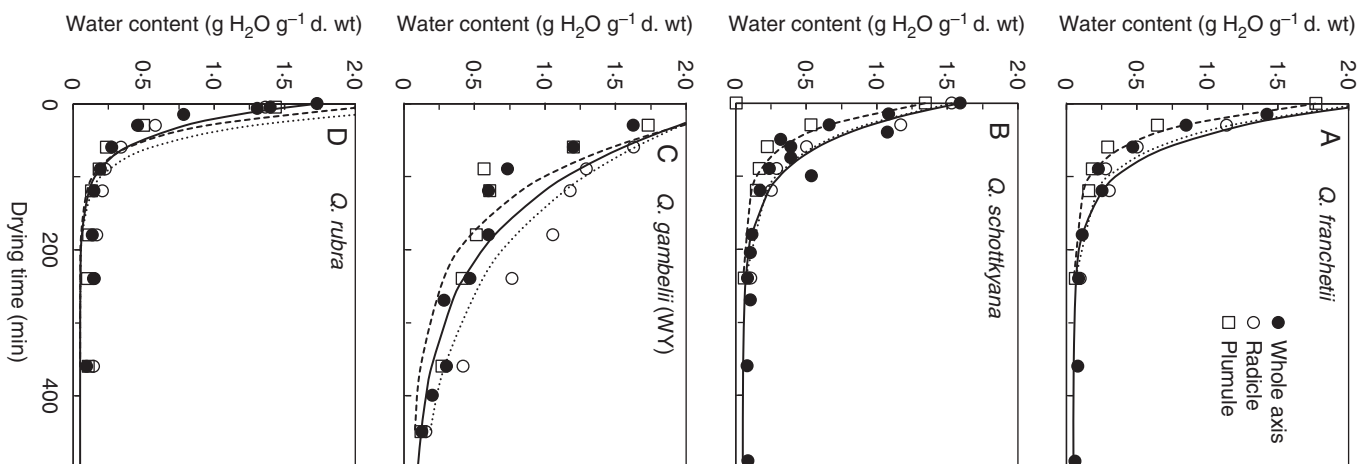 Water content (g H₂O g⁻¹ d. wt)
2·0
1·5
1·0
0·5
0
A
Q. franchetii
Whole axis
Radicle
Plumule
Water content (g H₂O g⁻¹ d. wt)
2·0
1·5
1·0
0·5
0
B
Q. schottkyana
Water content (g H₂O g⁻¹ d. wt)
2·0
1·5
1·0
0·5
0
C
Q. gambelii (WY)
Water content (g H₂O g⁻¹ d. wt)
2·0
1·5
1·0
0·5
0
D
Q. rubra
0 200 400
Drying time (min)